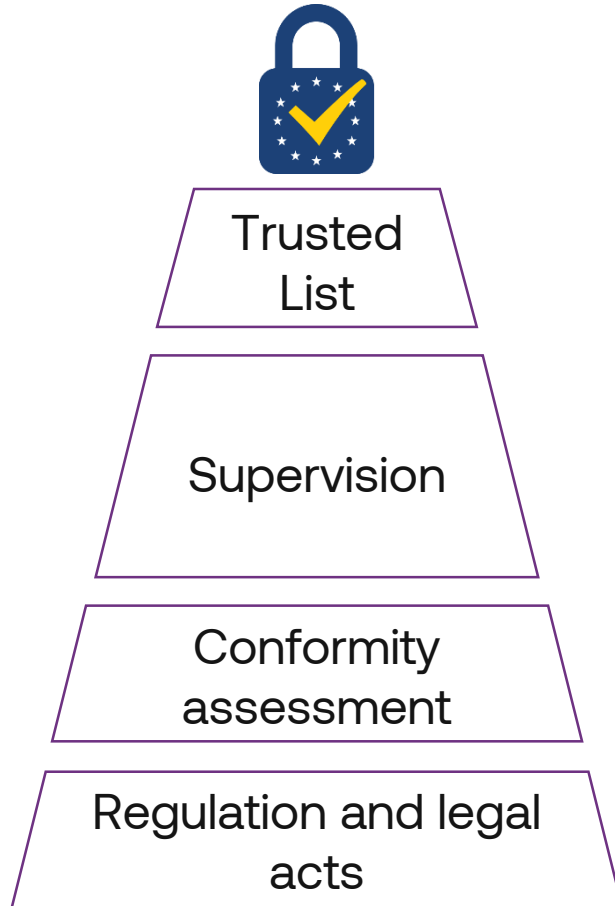 Trusted
List
Supervision
Conformity
assessment
Regulation and legal
acts